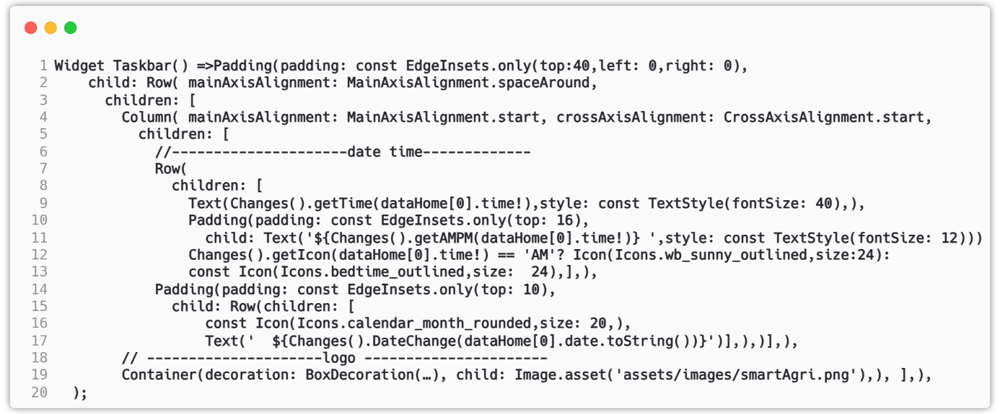 1 Widget Taskbar() =>Padding(padding: const EdgeInsets.only(top:40,left: 0,right: 0),
2     child: Row( mainAxisAlignment: MainAxisAlignment.spaceAround,
3       children: [
4         Column( mainAxisAlignment: MainAxisAlignment.start, crossAxisAlignment: CrossAxisAlignment.start,
5           children: [
6             //---------------------date time-------------
7             Row(
8               children: [
9                 Text(Changes().getTime(dataHome[0].time!),style: const TextStyle(fontSize: 40),),
10                 Padding(padding: const EdgeInsets.only(top: 16),
11                   child: Text('${Changes().getAMPM(dataHome[0].time!)} ',style: const TextStyle(fontSize: 12)))
12                 Changes().getIcon(dataHome[0].time!) == 'AM'? Icon(Icons.wb_sunny_outlined,size:24):
13                 const Icon(Icons.bedtime_outlined,size:  24),],),
14             Padding(padding: const EdgeInsets.only(top: 10),
15               child: Row(children: [
16                   const Icon(Icons.calendar_month_rounded,size: 20,),
17                   Text('  ${Changes().DateChange(dataHome[0].date.toString())}')],),)],),
18         // ---------------------logo ----------------------
19         Container(decoration: BoxDecoration(…), child: Image.asset('assets/images/smartAgri.png'),), ],),
20   );